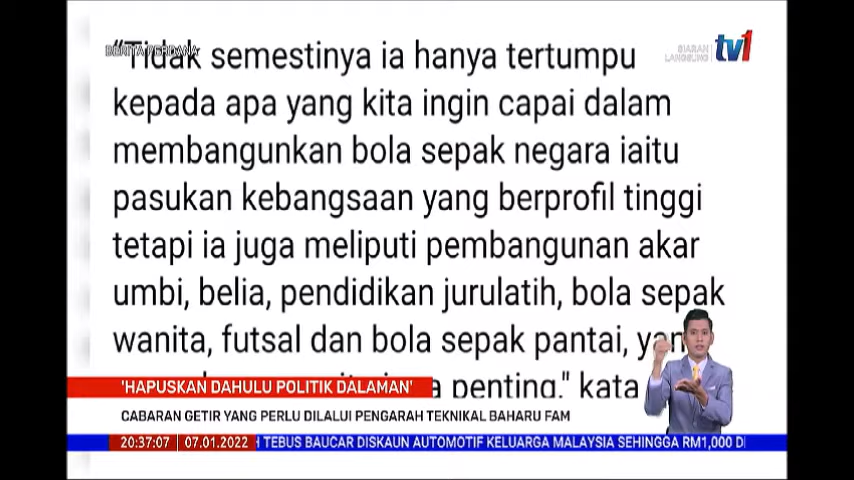 BERITA PERDANA
SIARAN
LANGSUNG
tv1
“Tidak semestinya ia hanya tertumpu
kepada apa yang kita ingin capai dalam
membangunkan bola sepak negara iaitu
pasukan kebangsaan yang berprofil tinggi
tetapi ia juga meliputi pembangunan akar
umbi, belia, pendidikan jurulatih, bola sepak
wanita, futsal dan bola sepak pantai,
penting," kata
'HAPUSKAN DAHULU POLITIK DALAMAN'
CABARAN GETIR YANG PERLU DILALUI PENGARAH TEKNIKAL BAHARU FAM
20:37:07 07.01.2022 TEBUS BAUCAR DISKAUN AUTOMOTIF KELUARGA MALAYSIA SEHINGGA RM1,000